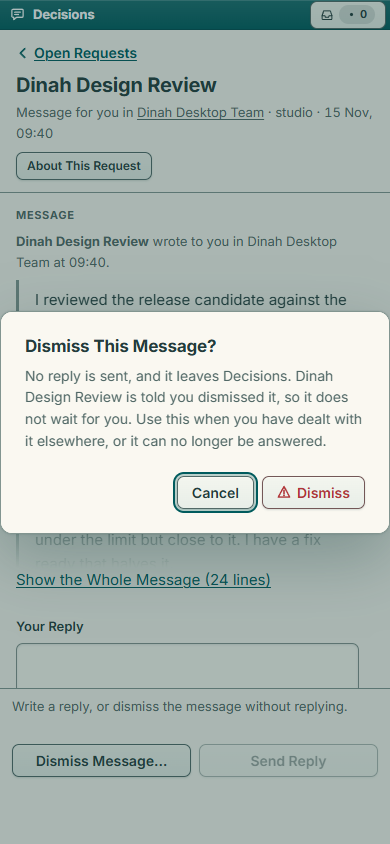 Decisions
• 0
Open Requests
Dinah Design Review
Message for you in Dinah Desktop Team · studio · 15 Nov,
09:40
About This Request
MESSAGE
Dinah Design Review wrote to you in Dinah Desktop
Team at 09:40.
I reviewed the release candidate against the
Dismiss This Message?
No reply is sent, and it leaves Decisions. Dinah
Design Review is told you dismissed it, so it does
not wait for you. Use this when you have dealt with
it elsewhere, or it can no longer be answered.
Cancel
Dismiss
under the limit but close to it. I have a fix
ready that halves it
Show the Whole Message (24 lines)
Your Reply
Write a reply, or dismiss the message without replying.
Dismiss Message...
Send Reply